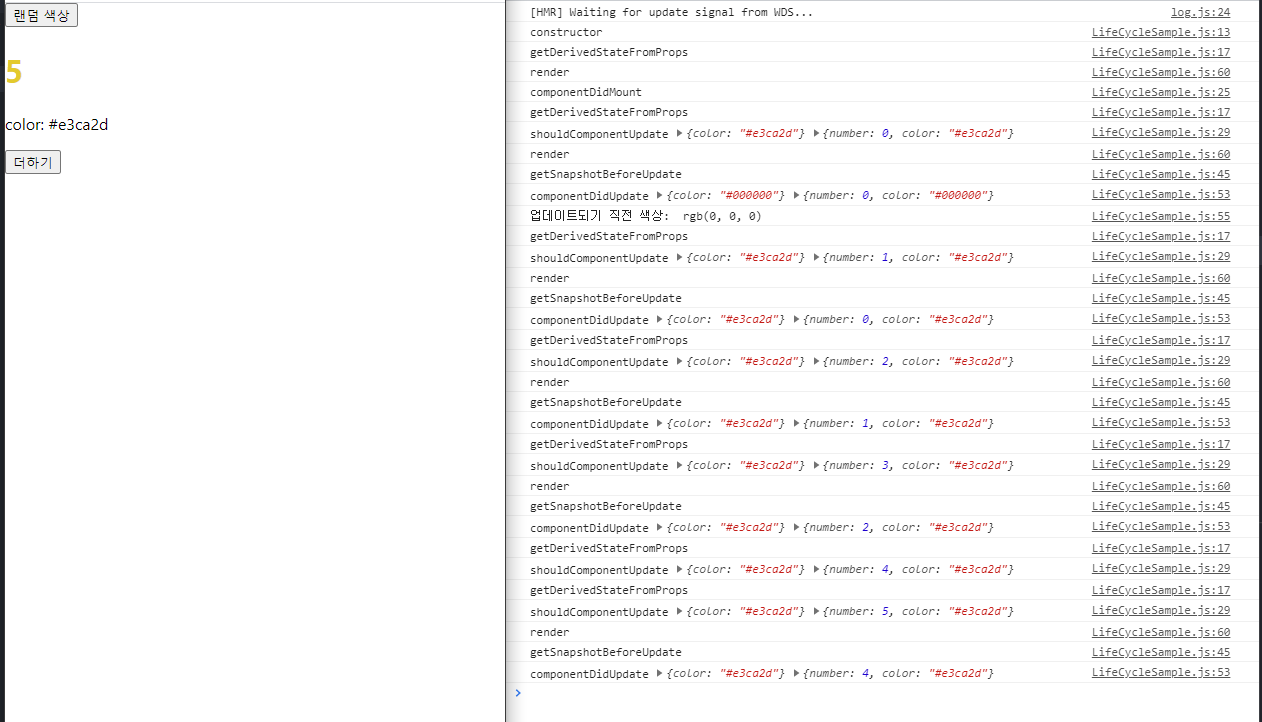 랜덤 색상
5
color: #e3ca2d
더하기
[HMR] Waiting for update signal from WDS... log.js:24
constructor LifeCycleSample.js:13
getDerivedStateFromProps LifeCycleSample.js:17
render LifeCycleSample.js:60
componentDidMount LifeCycleSample.js:25
getDerivedStateFromProps LifeCycleSample.js:17
shouldComponentUpdate ▶{color: "#e3ca2d"} ▶{number: 0, color: "#e3ca2d"} LifeCycleSample.js:29
render LifeCycleSample.js:60
getSnapshotBeforeUpdate LifeCycleSample.js:45
componentDidUpdate ▶{color: "#000000"} ▶{number: 0, color: "#000000"} LifeCycleSample.js:53
업데이트되기 직전 색상: rgb(0, 0, 0) LifeCycleSample.js:55
getDerivedStateFromProps LifeCycleSample.js:17
shouldComponentUpdate ▶{color: "#e3ca2d"} ▶{number: 1, color: "#e3ca2d"} LifeCycleSample.js:29
render LifeCycleSample.js:60
getSnapshotBeforeUpdate LifeCycleSample.js:45
componentDidUpdate ▶{color: "#e3ca2d"} ▶{number: 0, color: "#e3ca2d"} LifeCycleSample.js:53
getDerivedStateFromProps LifeCycleSample.js:17
shouldComponentUpdate ▶{color: "#e3ca2d"} ▶{number: 2, color: "#e3ca2d"} LifeCycleSample.js:29
render LifeCycleSample.js:60
getSnapshotBeforeUpdate LifeCycleSample.js:45
componentDidUpdate ▶{color: "#e3ca2d"} ▶{number: 1, color: "#e3ca2d"} LifeCycleSample.js:53
getDerivedStateFromProps LifeCycleSample.js:17
shouldComponentUpdate ▶{color: "#e3ca2d"} ▶{number: 3, color: "#e3ca2d"} LifeCycleSample.js:29
render LifeCycleSample.js:60
getSnapshotBeforeUpdate LifeCycleSample.js:45
componentDidUpdate ▶{color: "#e3ca2d"} ▶{number: 2, color: "#e3ca2d"} LifeCycleSample.js:53
getDerivedStateFromProps LifeCycleSample.js:17
shouldComponentUpdate ▶{color: "#e3ca2d"} ▶{number: 4, color: "#e3ca2d"} LifeCycleSample.js:29
getDerivedStateFromProps LifeCycleSample.js:17
shouldComponentUpdate ▶{color: "#e3ca2d"} ▶{number: 5, color: "#e3ca2d"} LifeCycleSample.js:29
render LifeCycleSample.js:60
getSnapshotBeforeUpdate LifeCycleSample.js:45
componentDidUpdate ▶{color: "#e3ca2d"} ▶{number: 4, color: "#e3ca2d"} LifeCycleSample.js:53